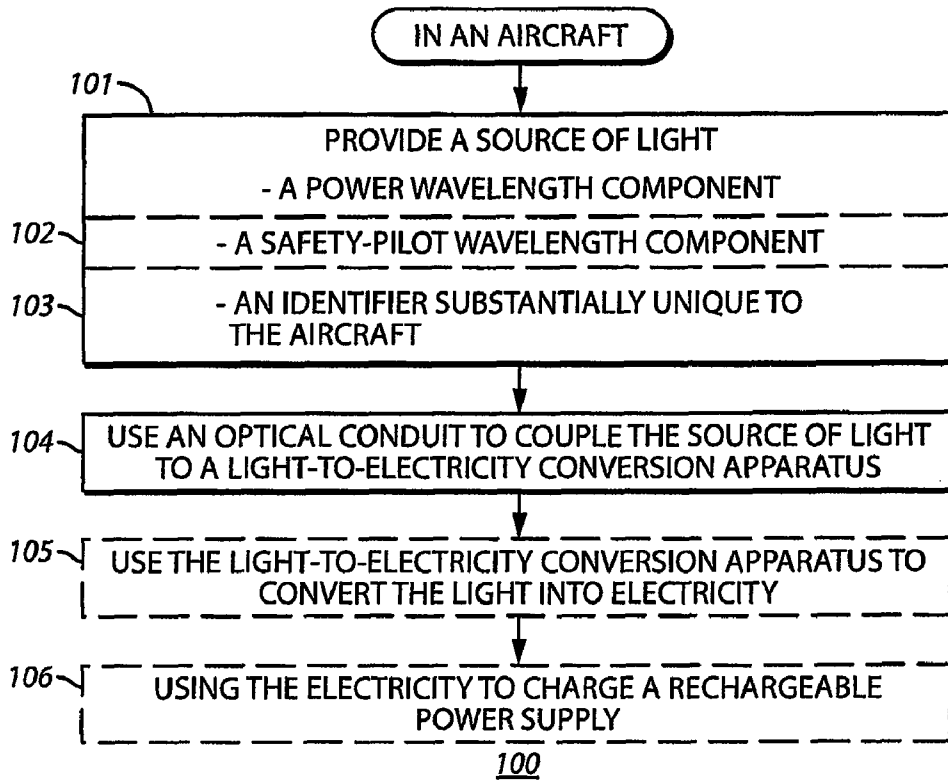 IN AN AIRCRAFT
101
PROVIDE A SOURCE OF LIGHT
- A POWER WAVELENGTH COMPONENT
102
- A SAFETY-PILOT WAVELENGTH COMPONENT
103
- AN IDENTIFIER SUBSTANTIALLY UNIQUE TO
THE AIRCRAFT
104
USE AN OPTICAL CONDUIT TO COUPLE THE SOURCE OF LIGHT
TO A LIGHT-TO-ELECTRICITY CONVERSION APPARATUS
105
USE THE LIGHT-TO-ELECTRICITY CONVERSION APPARATUS TO
CONVERT THE LIGHT INTO ELECTRICITY
106
USING THE ELECTRICITY TO CHARGE A RECHARGEABLE
POWER SUPPLY
100